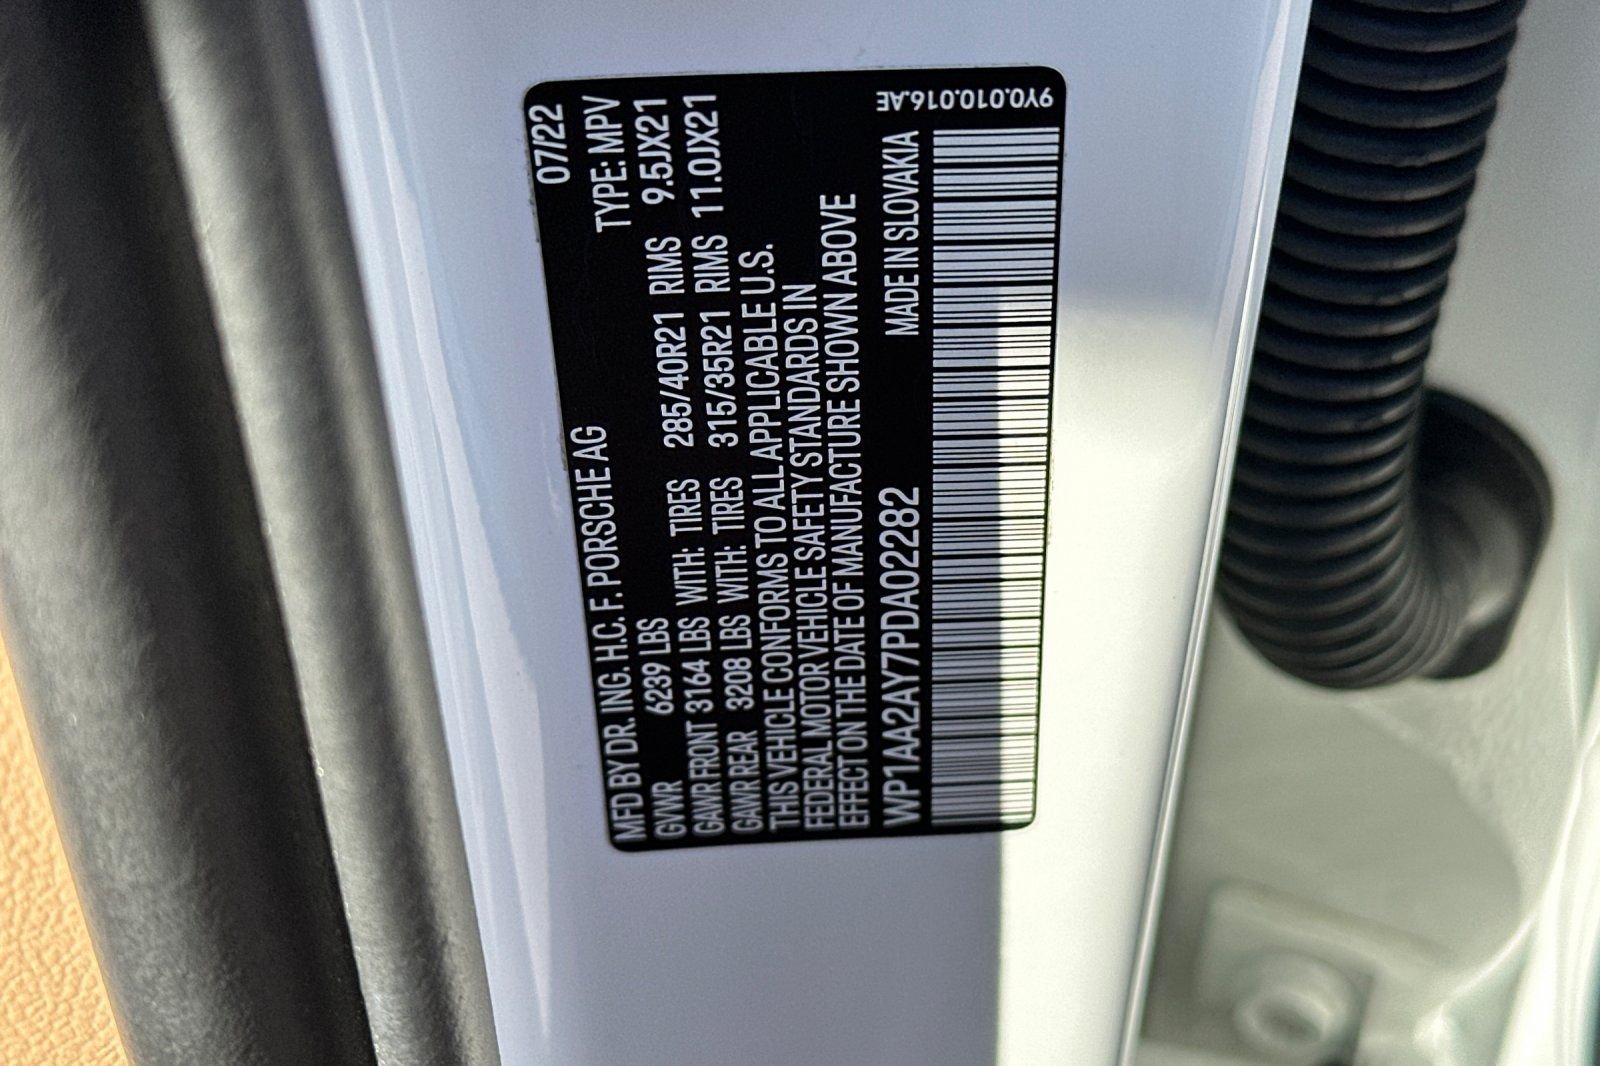 07/22
MFD BY DR. ING. H.C. F. PORSCHE AG TYPE: MPV
GVWR 6239 LBS
GAWR FRONT 3164 LBS WITH: TIRES 285/40R21 RIMS 9.5JX21
GAWR REAR 3208 LBS WITH: TIRES 315/35R21 RIMS 11.0JX21
THIS VEHICLE CONFORMS TO ALL APPLICABLE U.S.
FEDERAL MOTOR VEHICLE SAFETY STANDARDS IN
EFFECT ON THE DATE OF MANUFACTURE SHOWN ABOVE
WP1AA2AY7PDA02282 MADE IN SLOVAKIA
9Y0.010.016.AE